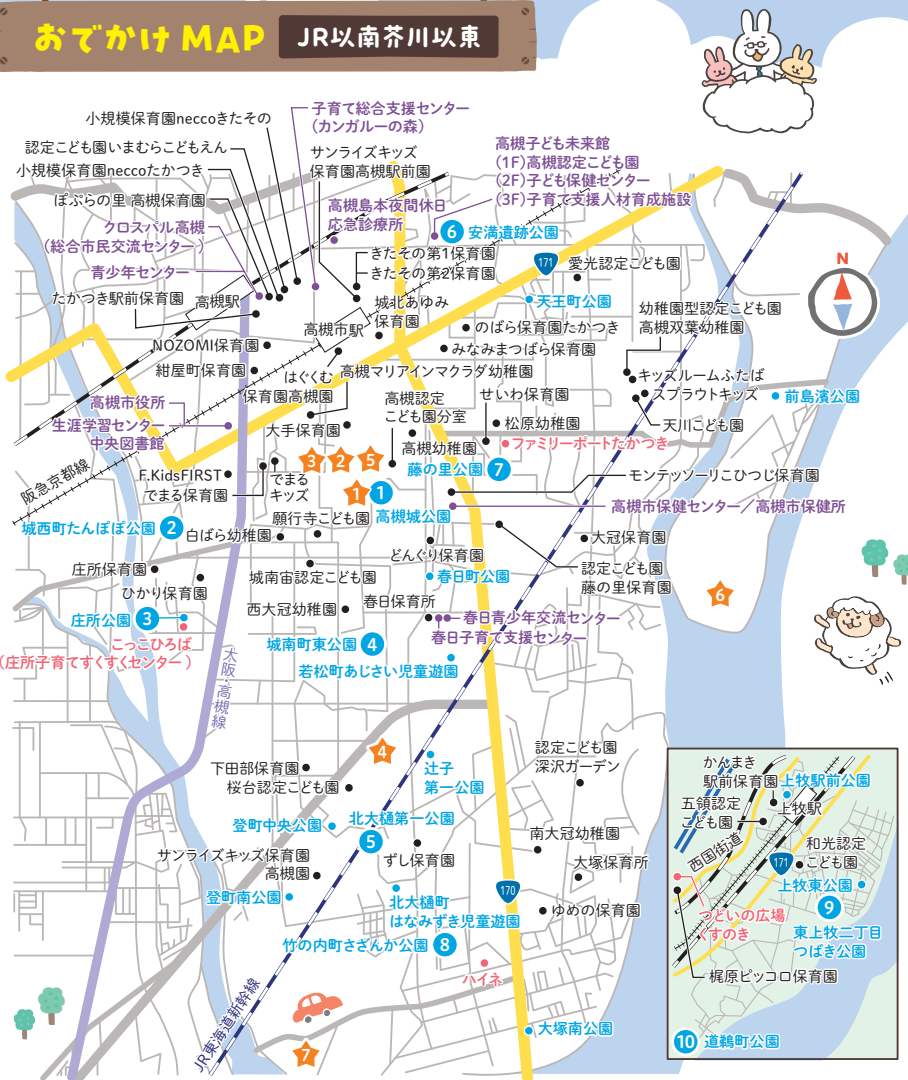 おでかけMAP JR以南芥川以東
小規模保育園neccoきたその
認定こども園いまむらこどもえん
小規模保育園neccoたかつき
ぽぷらの里 高槻保育園
クロスパル高槻
(総合市民交流センター)
青少年センター
たかつき駅前保育園
高槻駅
子育て総合支援センター
(カンガルーの森)
サンライズキッズ
保育園高槻駅前園
高槻島本夜間休日
応急診療所
高槻子ども未来館
(1F)高槻認定こども園
(2F)子ども保健センター
(3F)子育て支援人材育成施設
6 安満遺跡公園
きたその第1保育園
きたその第2保育園
171
愛光認定こども園
天王町公園
城北あゆみ
保育園
高槻市駅
のばら保育園たかつき
みなみまつばら保育園
幼稚園型認定こども園
高槻双葉幼稚園
N
NOZOMI保育園
紺屋町保育園
はぐくむ
保育園高槻園
高槻マリアインマクラダ幼稚園
キッズルームふたば
スプラウトキッズ
前島濱公園
高槻市役所
生涯学習センター
中央図書館
大手保育園
高槻認定
こども園分室
せいわ保育園
松原幼稚園
天川こども園
高槻幼稚園
ファミリーポートたかつき
阪急京都線
F.KidsFIRST
でまる保育園
でまる
キッズ
3 2 5
1 1
藤の里公園 7
モンテッソーリこひつじ保育園
高槻市保健センター/高槻市保健所
城西町たんぽぽ公園 2
白ばら幼稚園
願行寺こども園
高槻城公園
どんぐり保育園
大冠保育園
庄所保育園
ひかり保育園
城南宙認定こども園
春日町公園
認定こども園
藤の里保育園
6
庄所公園 3
西大冠幼稚園
春日保育所
春日青少年交流センター
春日子育て支援センター
こっこひろば
(庄所子育てすくすくセンター)
城南町東公園 4
若松町あじさい児童遊園
大阪・高槻線
4
下田部保育園
桜台認定こども園
辻子
第一公園
認定こども園
深沢ガーデン
登町中央公園
北大樋第一公園
5
サンライズキッズ保育園
高槻園
ずし保育園
南大冠幼稚園
大塚保育所
登町南公園
北大樋町
はなみずき児童遊園
170
ゆめの保育園
竹の内町さざんか公園 8
ハイネ
JR東海道新幹線
7
大塚南公園
かんまき
駅前保育園
上牧駅前公園
五領認定
こども園
上牧駅
西国街道
171
和光認定
こども園
上牧東公園
9
つどいの広場
くすのき
東上牧二丁目
つばき公園
梶原ピッコロ保育園
10 道鵜町公園